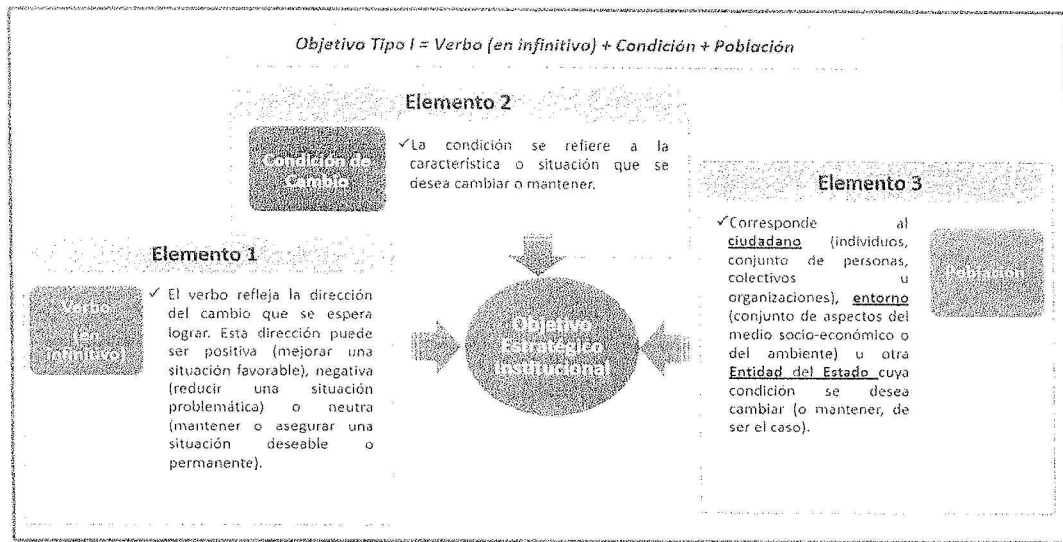 Objetivo Tipo I = Verbo (en infinitivo) + Condición + Población
Elemento 2
Condición de
Cambio
✓La condición se refiere a la
característica o situación que se
desea cambiar o mantener.
Elemento 1
Verbo
(en
infinitivo)
✓ El verbo refleja la dirección
del cambio que se espera
lograr. Esta dirección puede
ser positiva (mejorar una
situación favorable), negativa
(reducir una situación
problemática) o neutra
(mantener o asegurar una
situación deseable o
permanente).
Objetivo
Estratégico
Institucional
Elemento 3
✓Corresponde al
ciudadano (individuos,
conjunto de personas,
colectivos u
organizaciones), entorno
(conjunto de aspectos del
medio socio-económico o
del ambiente) u otra
Entidad del Estado cuya
condición se desea
cambiar (o mantener, de
ser el caso).
Población